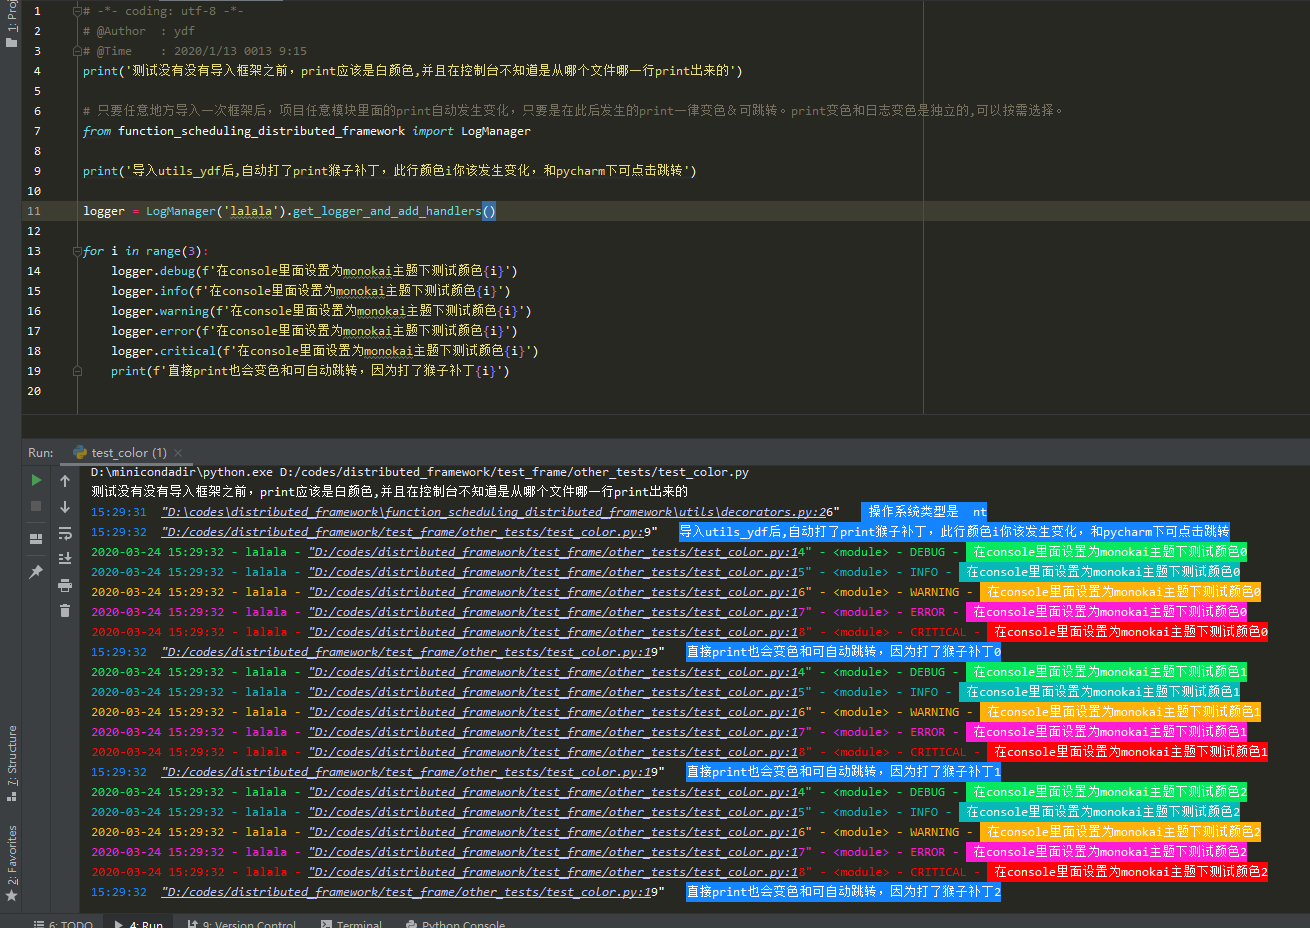 1: Proj
1 # -*- coding: utf-8 -*-
2 # @Author  : ydf
3 # @Time    : 2020/1/13 0013 9:15
4 print('测试没有没有导入框架之前，print应该是白颜色,并且在控制台不知道是从哪个文件哪一行print出来的')
5
6 # 只要任意地方导入一次框架后，项目任意模块里面的print自动发生变化，只要是在此后发生的print一律变色&可跳转。print变色和日志变色是独立的,可以按需选择。
7 from function_scheduling_distributed_framework import LogManager
8
9 print('导入utils_ydf后,自动打了print猴子补丁，此行颜色i你该发生变化，和pycharm下可点击跳转')
10
11 logger = LogManager('lalala').get_logger_and_add_handlers()
12
13 for i in range(3):
14     logger.debug(f'在console里面设置为monokai主题下测试颜色{i}')
15     logger.info(f'在console里面设置为monokai主题下测试颜色{i}')
16     logger.warning(f'在console里面设置为monokai主题下测试颜色{i}')
17     logger.error(f'在console里面设置为monokai主题下测试颜色{i}')
18     logger.critical(f'在console里面设置为monokai主题下测试颜色{i}')
19     print(f'直接print也会变色和可自动跳转，因为打了猴子补丁{i}')
20
Run: test_color (1)
D:\minicondadir\python.exe D:/codes/distributed_framework/test_frame/other_tests/test_color.py
测试没有没有导入框架之前，print应该是白颜色,并且在控制台不知道是从哪个文件哪一行print出来的
15:29:31  "D:\codes\distributed_framework\function_scheduling_distributed_framework\utils\decorators.py:26"   操作系统类型是  nt
15:29:32  "D:/codes/distributed_framework/test_frame/other_tests/test_color.py:9"   导入utils_ydf后,自动打了print猴子补丁，此行颜色i你该发生变化，和pycharm下可点击跳转
2020-03-24 15:29:32 - lalala - "D:/codes/distributed_framework/test_frame/other_tests/test_color.py:14" - <module> - DEBUG - 在console里面设置为monokai主题下测试颜色0
2020-03-24 15:29:32 - lalala - "D:/codes/distributed_framework/test_frame/other_tests/test_color.py:15" - <module> - INFO - 在console里面设置为monokai主题下测试颜色0
2020-03-24 15:29:32 - lalala - "D:/codes/distributed_framework/test_frame/other_tests/test_color.py:16" - <module> - WARNING - 在console里面设置为monokai主题下测试颜色0
2020-03-24 15:29:32 - lalala - "D:/codes/distributed_framework/test_frame/other_tests/test_color.py:17" - <module> - ERROR - 在console里面设置为monokai主题下测试颜色0
2020-03-24 15:29:32 - lalala - "D:/codes/distributed_framework/test_frame/other_tests/test_color.py:18" - <module> - CRITICAL - 在console里面设置为monokai主题下测试颜色0
15:29:32  "D:/codes/distributed_framework/test_frame/other_tests/test_color.py:19"   直接print也会变色和可自动跳转，因为打了猴子补丁0
2020-03-24 15:29:32 - lalala - "D:/codes/distributed_framework/test_frame/other_tests/test_color.py:14" - <module> - DEBUG - 在console里面设置为monokai主题下测试颜色1
2020-03-24 15:29:32 - lalala - "D:/codes/distributed_framework/test_frame/other_tests/test_color.py:15" - <module> - INFO - 在console里面设置为monokai主题下测试颜色1
2020-03-24 15:29:32 - lalala - "D:/codes/distributed_framework/test_frame/other_tests/test_color.py:16" - <module> - WARNING - 在console里面设置为monokai主题下测试颜色1
2020-03-24 15:29:32 - lalala - "D:/codes/distributed_framework/test_frame/other_tests/test_color.py:17" - <module> - ERROR - 在console里面设置为monokai主题下测试颜色1
2020-03-24 15:29:32 - lalala - "D:/codes/distributed_framework/test_frame/other_tests/test_color.py:18" - <module> - CRITICAL - 在console里面设置为monokai主题下测试颜色1
15:29:32  "D:/codes/distributed_framework/test_frame/other_tests/test_color.py:19"   直接print也会变色和可自动跳转，因为打了猴子补丁1
2020-03-24 15:29:32 - lalala - "D:/codes/distributed_framework/test_frame/other_tests/test_color.py:14" - <module> - DEBUG - 在console里面设置为monokai主题下测试颜色2
2020-03-24 15:29:32 - lalala - "D:/codes/distributed_framework/test_frame/other_tests/test_color.py:15" - <module> - INFO - 在console里面设置为monokai主题下测试颜色2
2020-03-24 15:29:32 - lalala - "D:/codes/distributed_framework/test_frame/other_tests/test_color.py:16" - <module> - WARNING - 在console里面设置为monokai主题下测试颜色2
2020-03-24 15:29:32 - lalala - "D:/codes/distributed_framework/test_frame/other_tests/test_color.py:17" - <module> - ERROR - 在console里面设置为monokai主题下测试颜色2
2020-03-24 15:29:32 - lalala - "D:/codes/distributed_framework/test_frame/other_tests/test_color.py:18" - <module> - CRITICAL - 在console里面设置为monokai主题下测试颜色2
15:29:32  "D:/codes/distributed_framework/test_frame/other_tests/test_color.py:19"   直接print也会变色和可自动跳转，因为打了猴子补丁2
7: Structure
2: Favorites
6: TODO 4: Run 9: Version Control Terminal Python Console